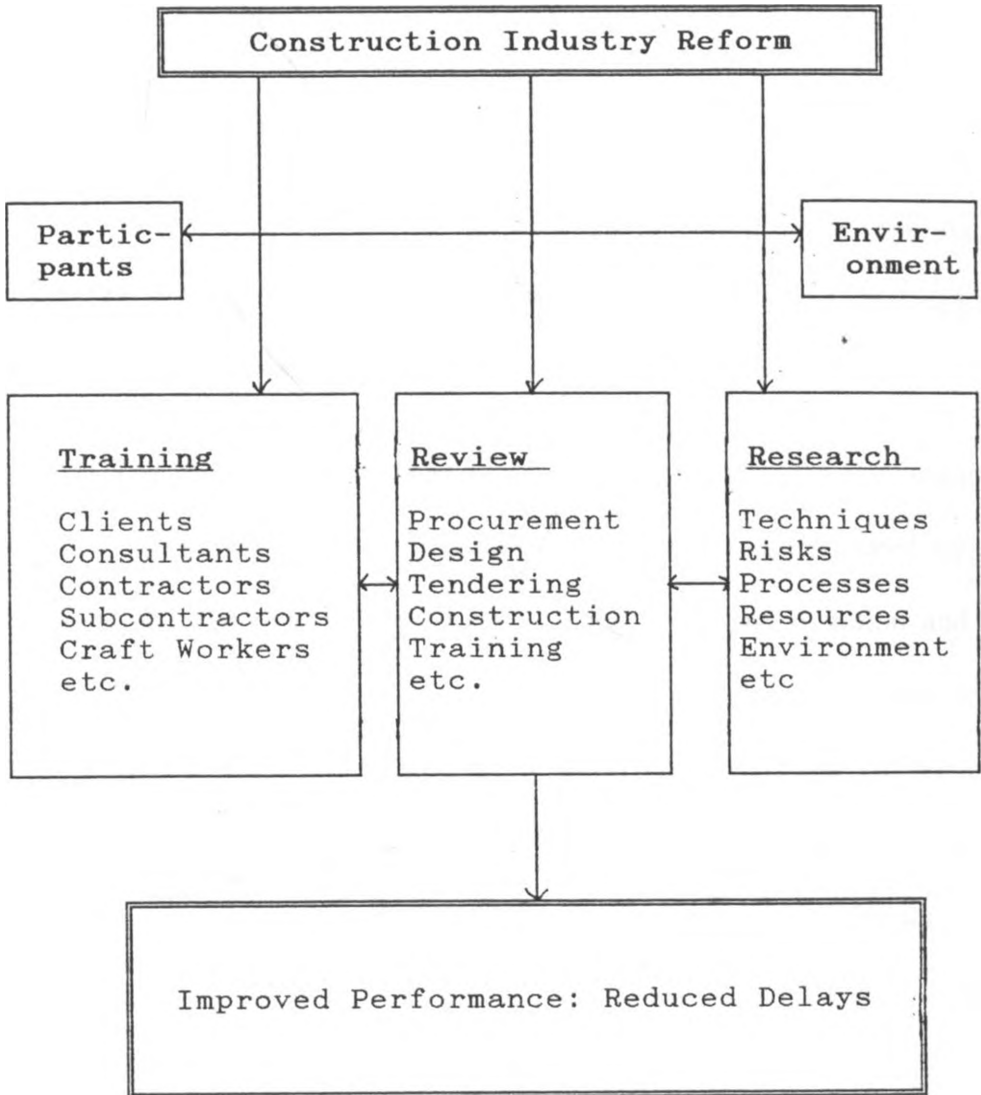 Construction Industry Reform
Partic-
pants
Envir-
onment
Training
Clients
Consultants
Contractors
Subcontractors
Craft Workers
etc.
Review
Procurement
Design
Tendering
Construction
Training
etc.
Research
Techniques
Risks
Processes
Resources
Environment
etc
Improved Performance: Reduced Delays